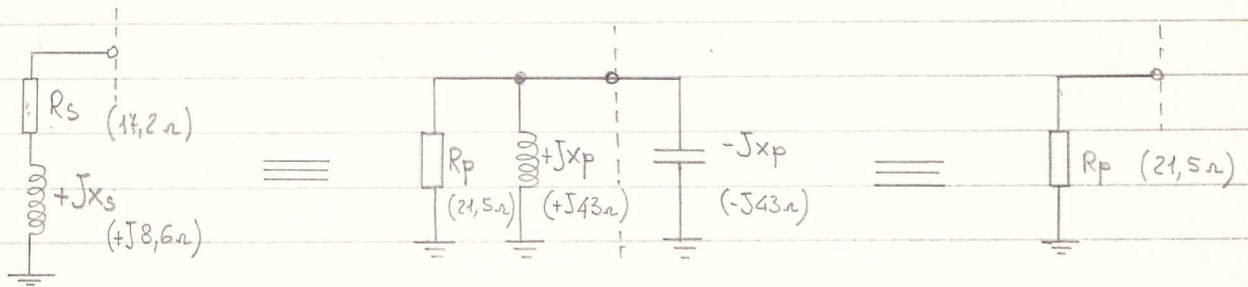 Rs
(17,2 Ω)
+Jxs
(+J8,6Ω)
Rp
(21,5Ω)
+Jxp
(+J43Ω)
-Jxp
(-J43Ω)
Rp (21,5Ω)